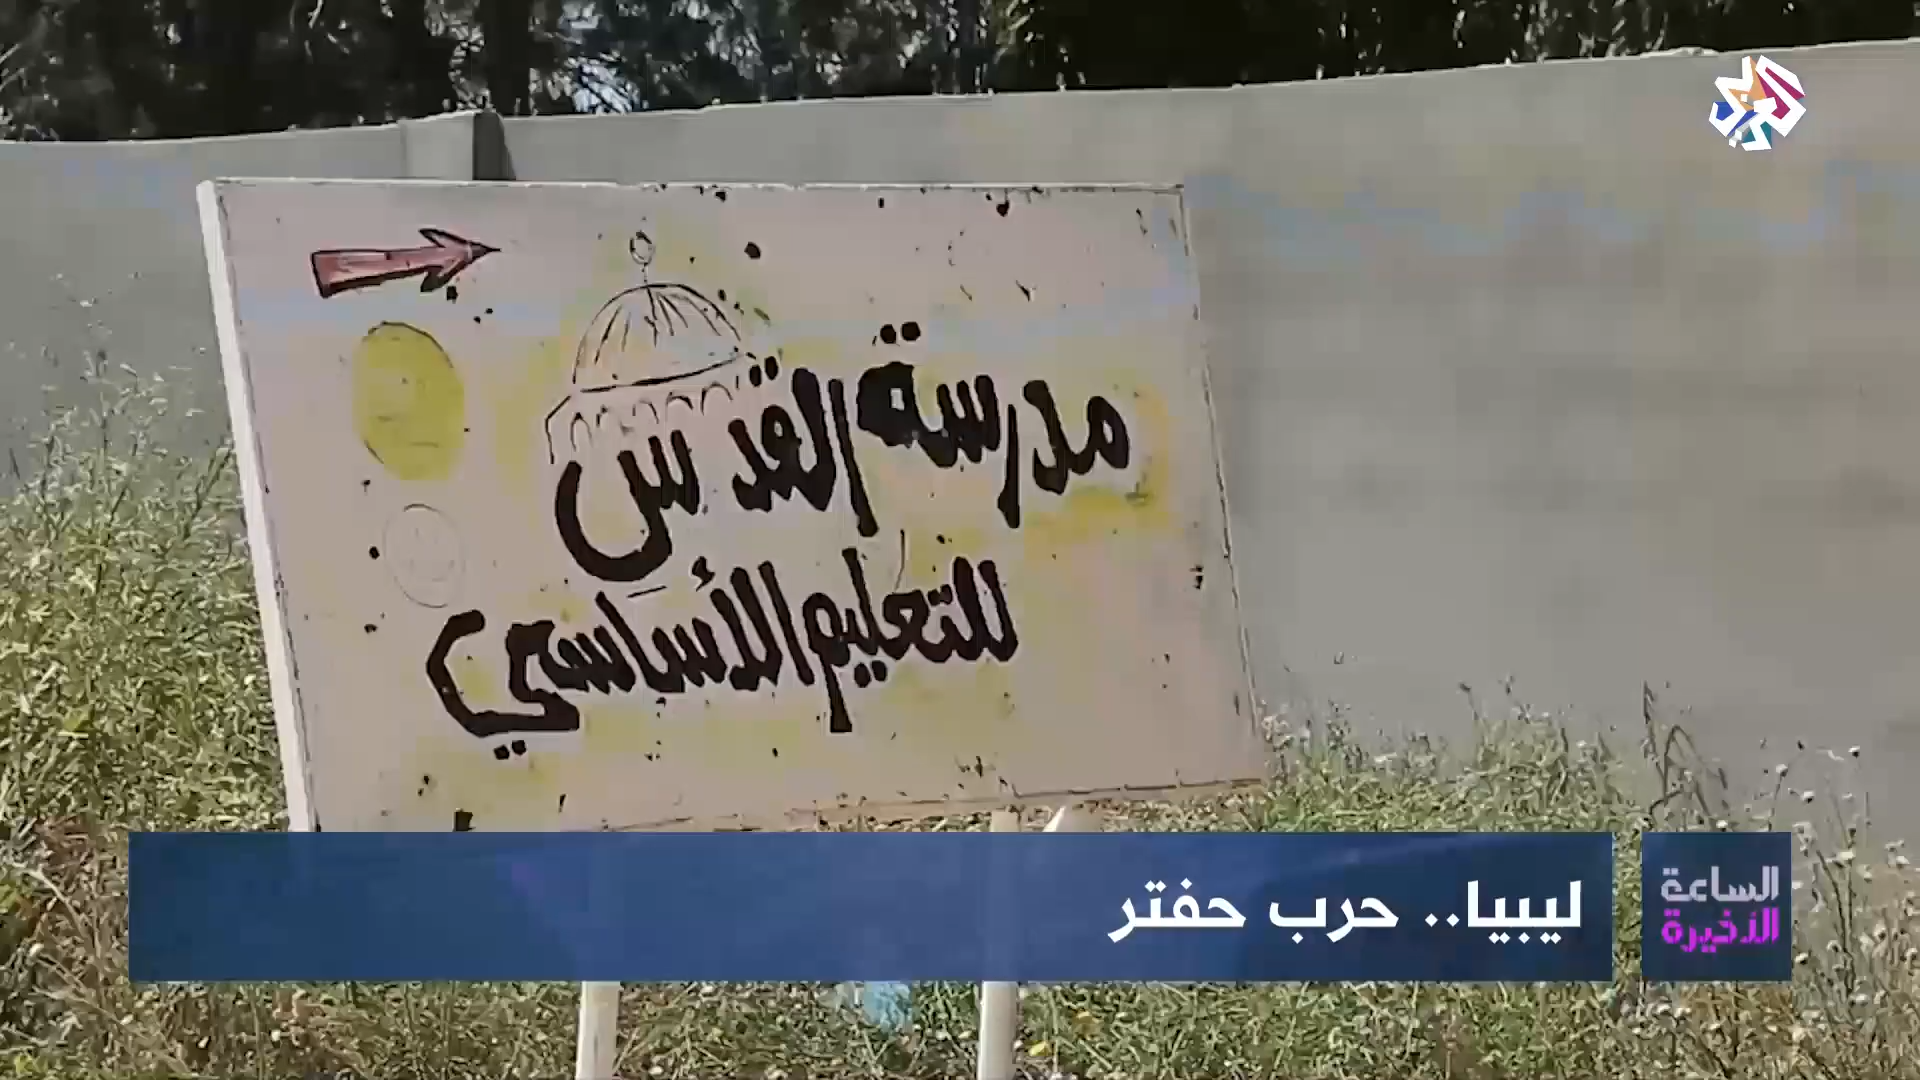 مدرسة القدس
للتعليم الأساسي
ليبيا.. حرب حفتر
الساعة
الأخيرة